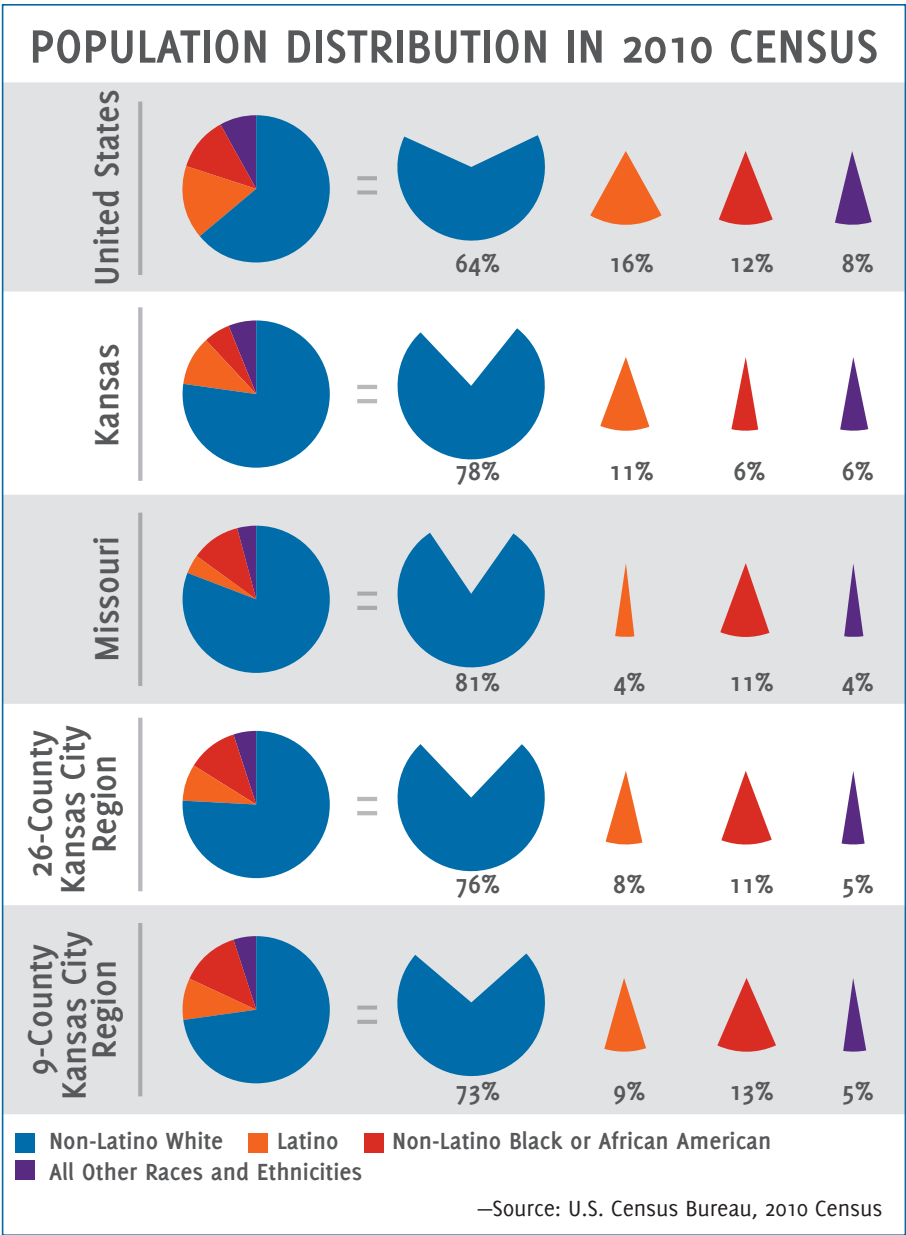 POPULATION DISTRIBUTION IN 2010 CENSUS
United States
64% 16% 12% 8%
Kansas
78% 11% 6% 6%
Missouri
81% 4% 11% 4%
26-County
Kansas City
Region
76% 8% 11% 5%
9-County
Kansas City
Region
73% 9% 13% 5%
Non-Latino White Latino Non-Latino Black or African American
All Other Races and Ethnicities
—Source: U.S. Census Bureau, 2010 Census